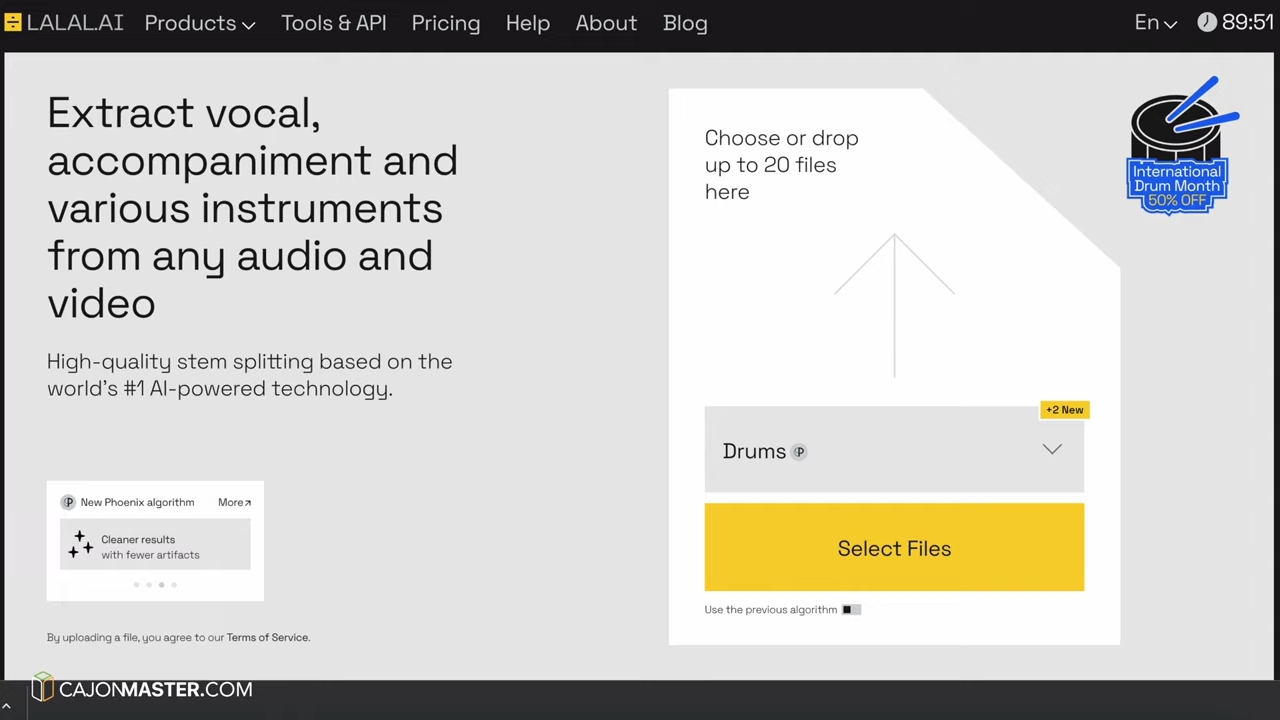 LALAL.AI Products Tools & API Pricing Help About Blog En 89:51
Extract vocal,
accompaniment and
various instruments
from any audio and
video
High-quality stem splitting based on the
world's #1 AI-powered technology.
New Phoenix algorithm More
Cleaner results
with fewer artifacts
By uploading a file, you agree to our Terms of Service.
Choose or drop
up to 20 files
here
+2 New
Drums P
Select Files
Use the previous algorithm
International
Drum Month
50% OFF
CAJONMASTER.COM